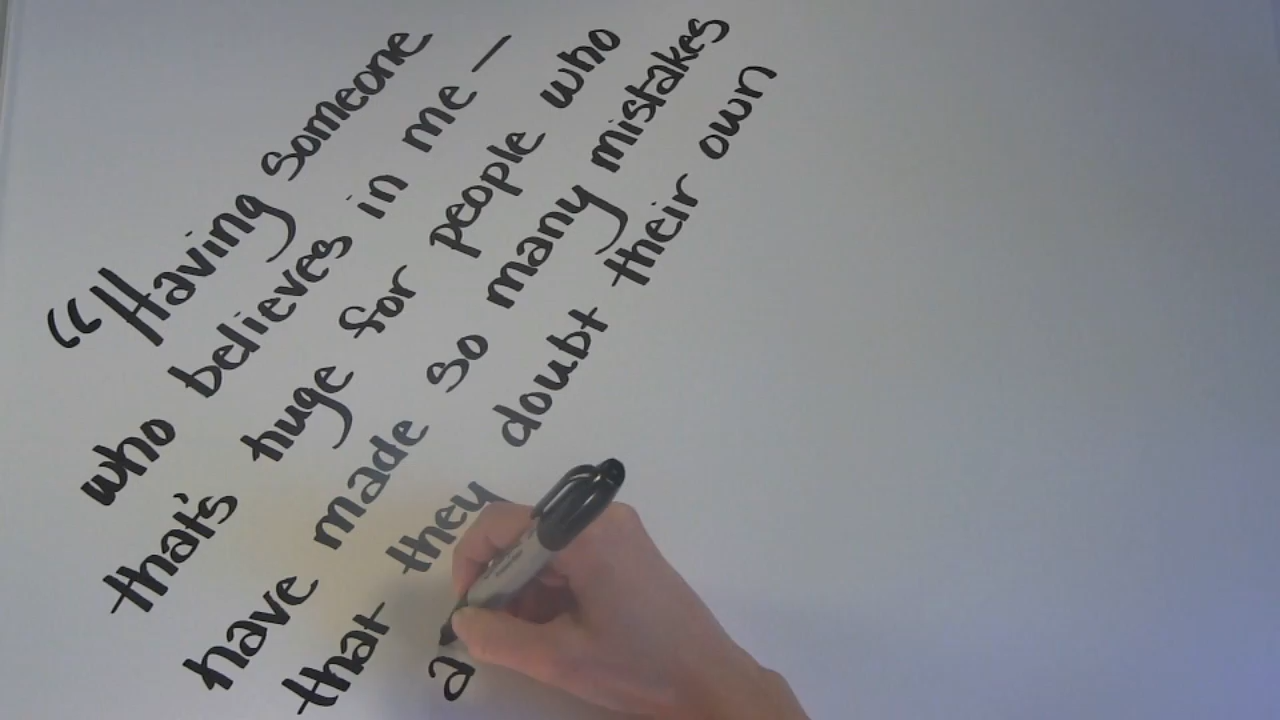 “Having someone
who believes in me –
that's huge for people who
have made so many mistakes
that they doubt their own
a